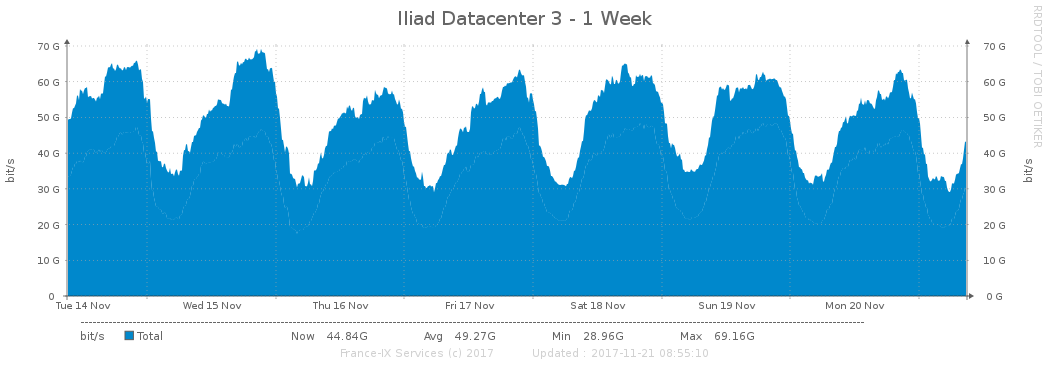 Iliad Datacenter 3 - 1 Week
RRDTOOL / TOBI OETIKER
bit/s
70 G
60 G
50 G
40 G
30 G
20 G
10 G
0
70 G
60 G
50 G
40 G
30 G
20 G
10 G
0 G
bit/s
Tue 14 Nov Wed 15 Nov Thu 16 Nov Fri 17 Nov Sat 18 Nov Sun 19 Nov Mon 20 Nov
bit/s Total Now 44.84G Avg 49.27G Min 28.96G Max 69.16G
France-IX Services (c) 2017 Updated : 2017-11-21 08:55:10